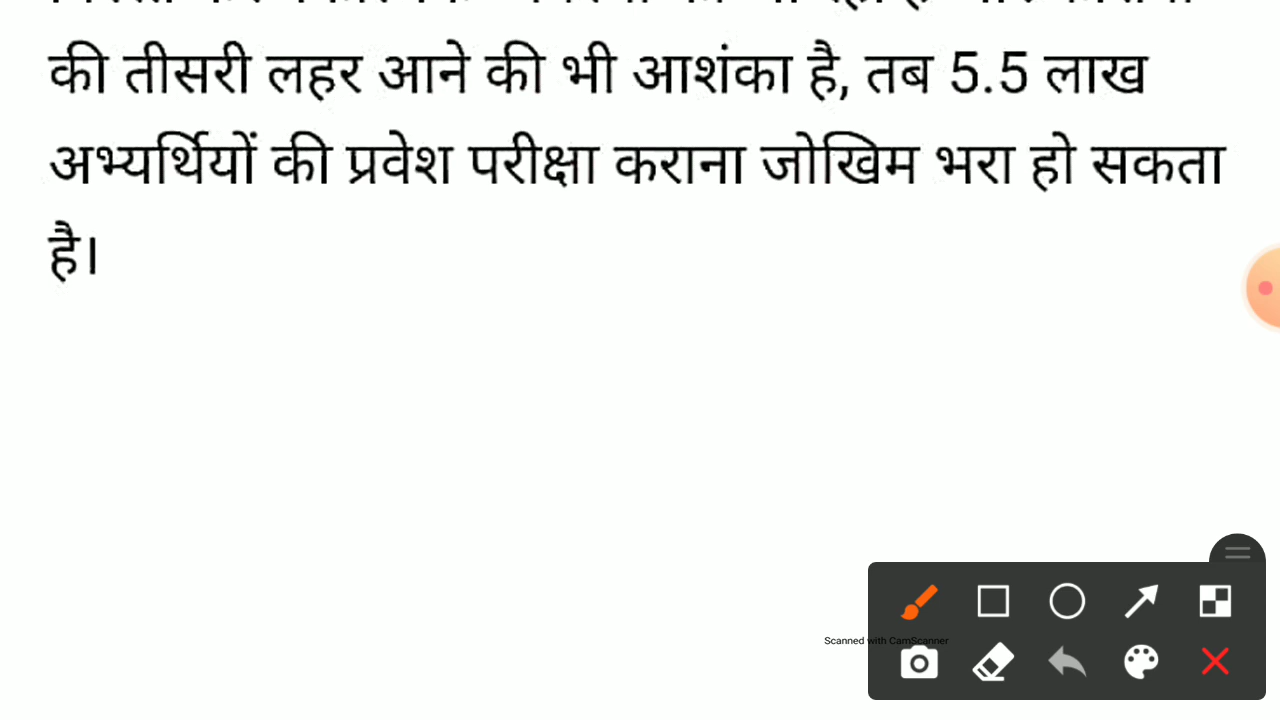 की तीसरी लहर आने की भी आशंका है, तब 5.5 लाख
अभ्यर्थियों की प्रवेश परीक्षा कराना जोखिम भरा हो सकता
है।
Scanned with CamScanner